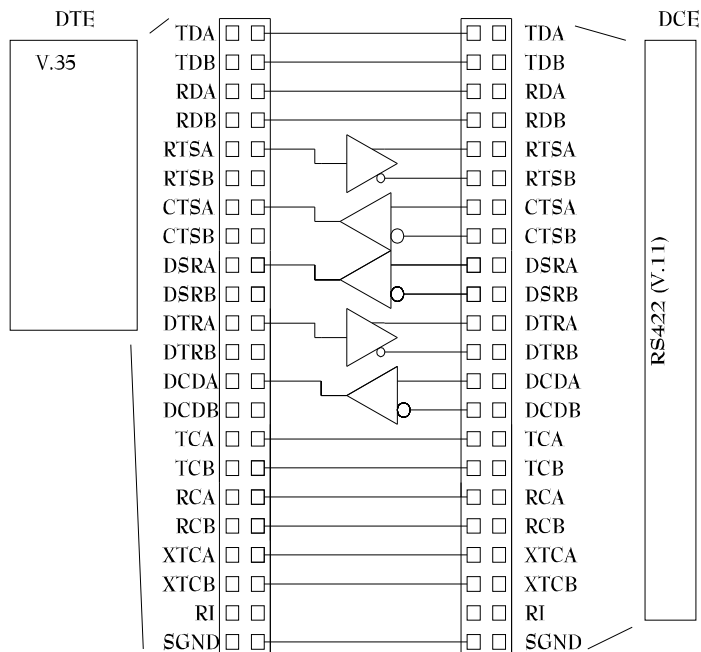 DTE
DCE
V.35
TDA TDA
TDB TDB
RDA RDA
RDB RDB
RTSA RTSA
RTSB RTSB
CTSA CTSA
CTSB CTSB
DSRA DSRA
DSRB DSRB
DTRA DTRA
DTRB DTRB
DCDA DCDA
DCDB DCDB
TCA TCA
TCB TCB
RCA RCA
RCB RCB
XTCA XTCA
XTCB XTCB
RI RI
SGND SGND
RS422 (V.11)